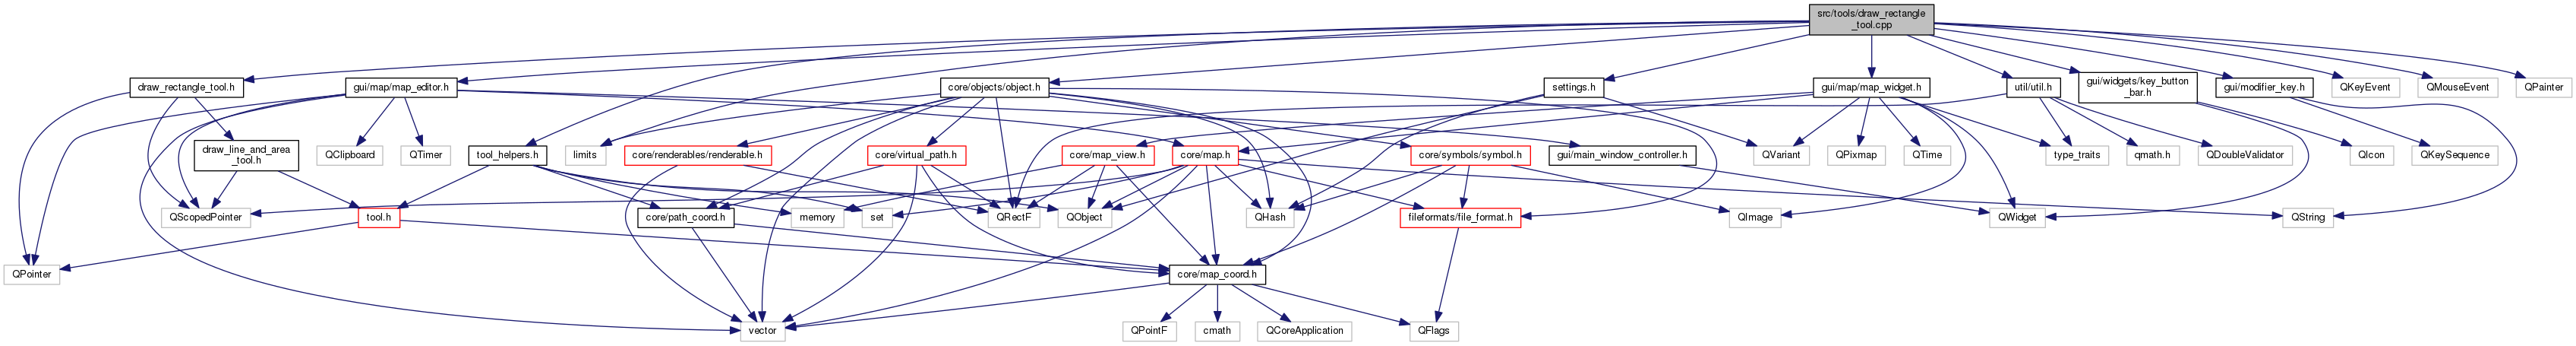 src/tools/draw_rectangle
_tool.cpp
draw_rectangle_tool.h
gui/map/map_editor.h
core/objects/object.h
settings.h
gui/map/map_widget.h
util/util.h
gui/widgets/key_button
_bar.h
gui/modifier_key.h
QKeyEvent
QMouseEvent
QPainter
draw_line_and_area
_tool.h
QClipboard
QTimer
tool_helpers.h
limits
core/renderables/renderable.h
core/virtual_path.h
core/map_view.h
core/map.h
core/symbols/symbol.h
gui/main_window_controller.h
QVariant
QPixmap
QTime
type_traits
qmath.h
QDoubleValidator
QIcon
QKeySequence
QScopedPointer
tool.h
core/path_coord.h
memory
set
QRectF
QObject
QHash
fileformats/file_format.h
QImage
QWidget
QString
QPointer
core/map_coord.h
vector
QPointF
cmath
QCoreApplication
QFlags